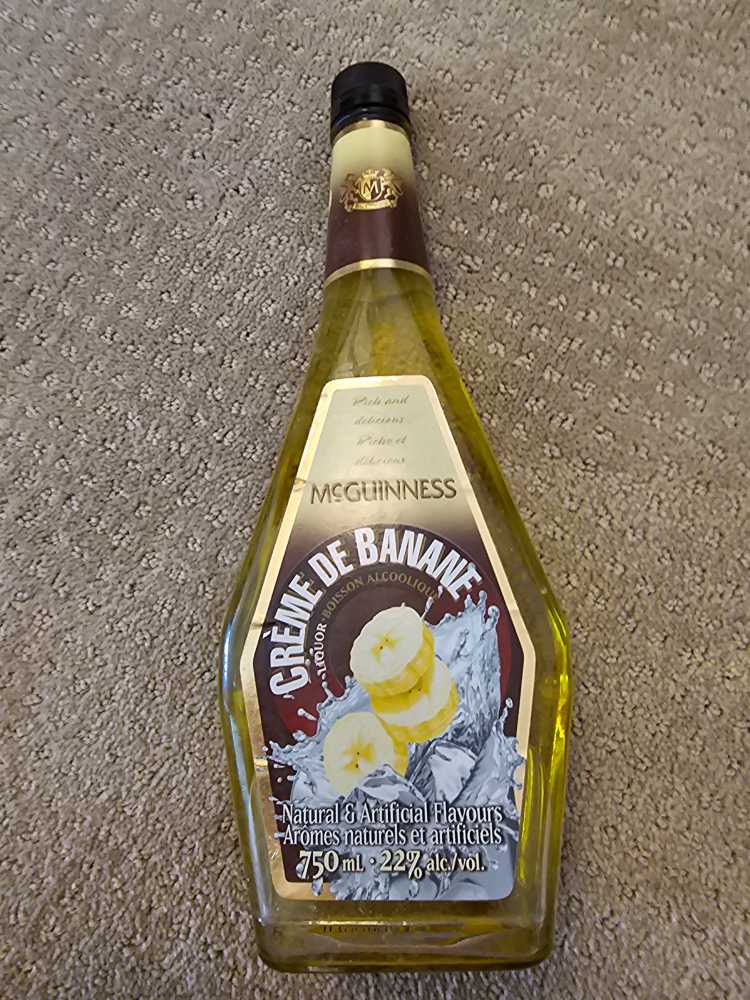 M
Rich and
delicious
Riche et
délicieux
McGUINNESS
CRÈME DE BANANE
LIQUOR · BOISSON ALCOOLIQUE
Natural & Artificial Flavours
Arômes naturels et artificiels
750 mL · 22% alc./vol.